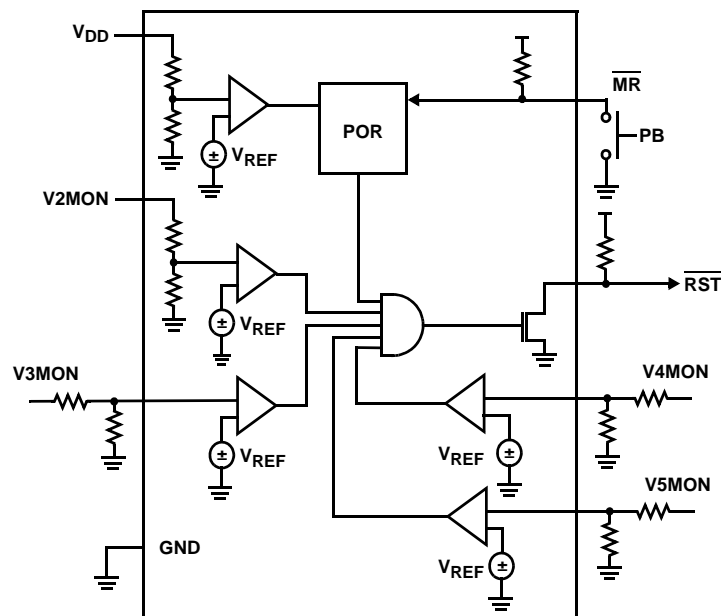 VDD
MR
POR
PB
VREF
V2MON
RST
VREF
V3MON
V4MON
VREF
VREF
V5MON
GND
VREF